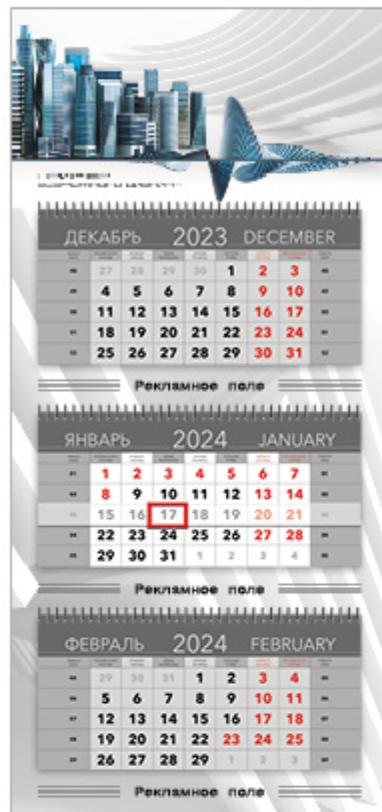 ДЕКАБРЬ 2023 DECEMBER
27 28 29 30 1 2 3
4 5 6 7 8 9 10
11 12 13 14 15 16 17
18 19 20 21 22 23 24
25 26 27 28 29 30 31
Рекламное поле
ЯНВАРЬ 2024 JANUARY
1 2 3 4 5 6 7
8 9 10 11 12 13 14
15 16 17 18 19 20 21
22 23 24 25 26 27 28
29 30 31 1 2 3 4
Рекламное поле
ФЕВРАЛЬ 2024 FEBRUARY
29 30 31 1 2 3 4
5 6 7 8 9 10 11
12 13 14 15 16 17 18
19 20 21 22 23 24 25
26 27 28 29 1 2 3
Рекламное поле